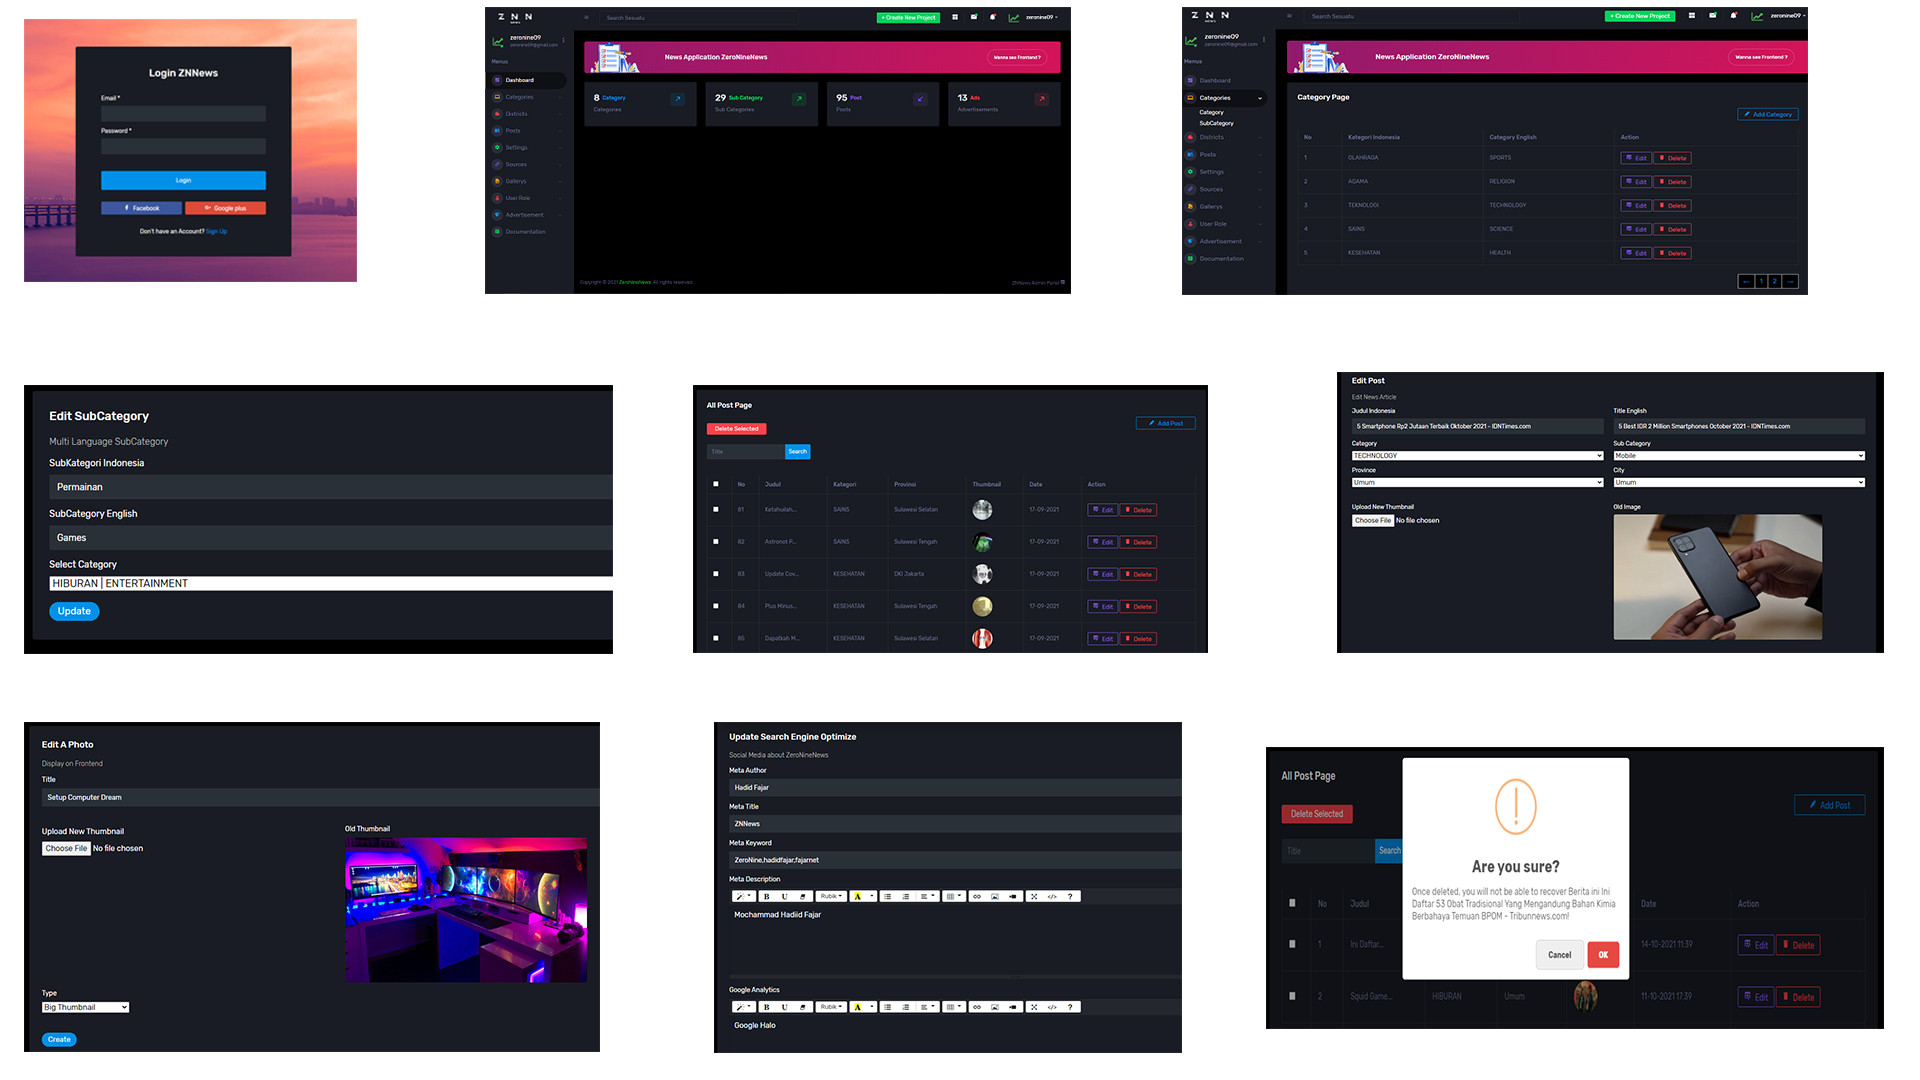 Login ZNNews
Email *
Password *
Login
Facebook
Google plus
Don't have an Account? Sign Up
Z N N
Search Sesuatu
+ Create New Project
zeronine09
zeronine09
zeronine09@gmail.com
Menus
Dashboard
Categories
Districts
Posts
Settings
Sources
Gallerys
User Role
Advertisement
Documentation
News Application ZeroNineNews
Wanna see Frontend ?
8 Category
Categories
29 Sub Category
Sub Categories
95 Post
Posts
13 Ads
Advertisements
Copyright © 2021 ZeronineNews. All rights reserved.
ZNNews Admin Panel
Z N N
Search Sesuatu
+ Create New Project
zeronine09
zeronine09
zeronine09@gmail.com
Menus
Dashboard
Categories
Category
SubCategory
Districts
Posts
Settings
Sources
Gallerys
User Role
Advertisement
Documentation
News Application ZeroNineNews
Wanna see Frontend ?
Category Page
Add Category
No Kategori Indonesia Category English Action
1 OLAHRAGA SPORTS Edit Delete
2 AGAMA RELIGION Edit Delete
3 TEKNOLOGI TECHNOLOGY Edit Delete
4 SAINS SCIENCE Edit Delete
5 KESEHATAN HEALTH Edit Delete
← 1 2 →
Edit SubCategory
Multi Language SubCategory
SubKategori Indonesia
Permainan
SubCategory English
Games
Select Category
HIBURAN | ENTERTAINMENT
Update
All Post Page
Add Post
Delete Selected
Title
Search
No Judul Kategori Provinsi Thumbnail Date Action
81 Ketahuilah... SAINS Sulawesi Selatan 17-09-2021 Edit Delete
82 Astronot P... SAINS Sulawesi Tengah 17-09-2021 Edit Delete
83 Update Cov... KESEHATAN DKI Jakarta 17-09-2021 Edit Delete
84 Plus Minus... KESEHATAN Sulawesi Tengah 17-09-2021 Edit Delete
85 Dapatkah M... KESEHATAN Sulawesi Selatan 17-09-2021 Edit Delete
Edit Post
Edit News Article
Judul Indonesia
5 Smartphone Rp2 Jutaan Terbaik Oktober 2021 - IDNTimes.com
Title English
5 Best IDR 2 Million Smartphones October 2021 - IDNTimes.com
Category
TECHNOLOGY
Sub Category
Mobile
Province
Umum
City
Umum
Upload New Thumbnail
Choose File No file chosen
Old Image
Edit A Photo
Display on Frontend
Title
Setup Computer Dream
Upload New Thumbnail
Choose File No file chosen
Old Thumbnail
Type
Big Thumbnail
Create
Update Search Engine Optimize
Social Media about ZeroNineNews
Meta Author
Hadid Fajar
Meta Title
ZNNews
Meta Keyword
ZeroNine,hadidfajar,fajarnet
Meta Description
B U Rubik A </> ?
Mochammad Hadiid Fajar
Google Analytics
B U Rubik A </> ?
Google Halo
All Post Page
Add Post
Delete Selected
Title
Search
No Judul Date Action
1 Ini Daftar... 14-10-2021 11:39 Edit Delete
2 Squid Game... HIBURAN Umum 11-10-2021 17:39 Edit Delete
Are you sure?
Once deleted, you will not be able to recover Berita ini Ini
Daftar 53 Obat Tradisional Yang Mengandung Bahan Kimia
Berbahaya Temuan BPOM - Tribunnews.com!
Cancel
OK